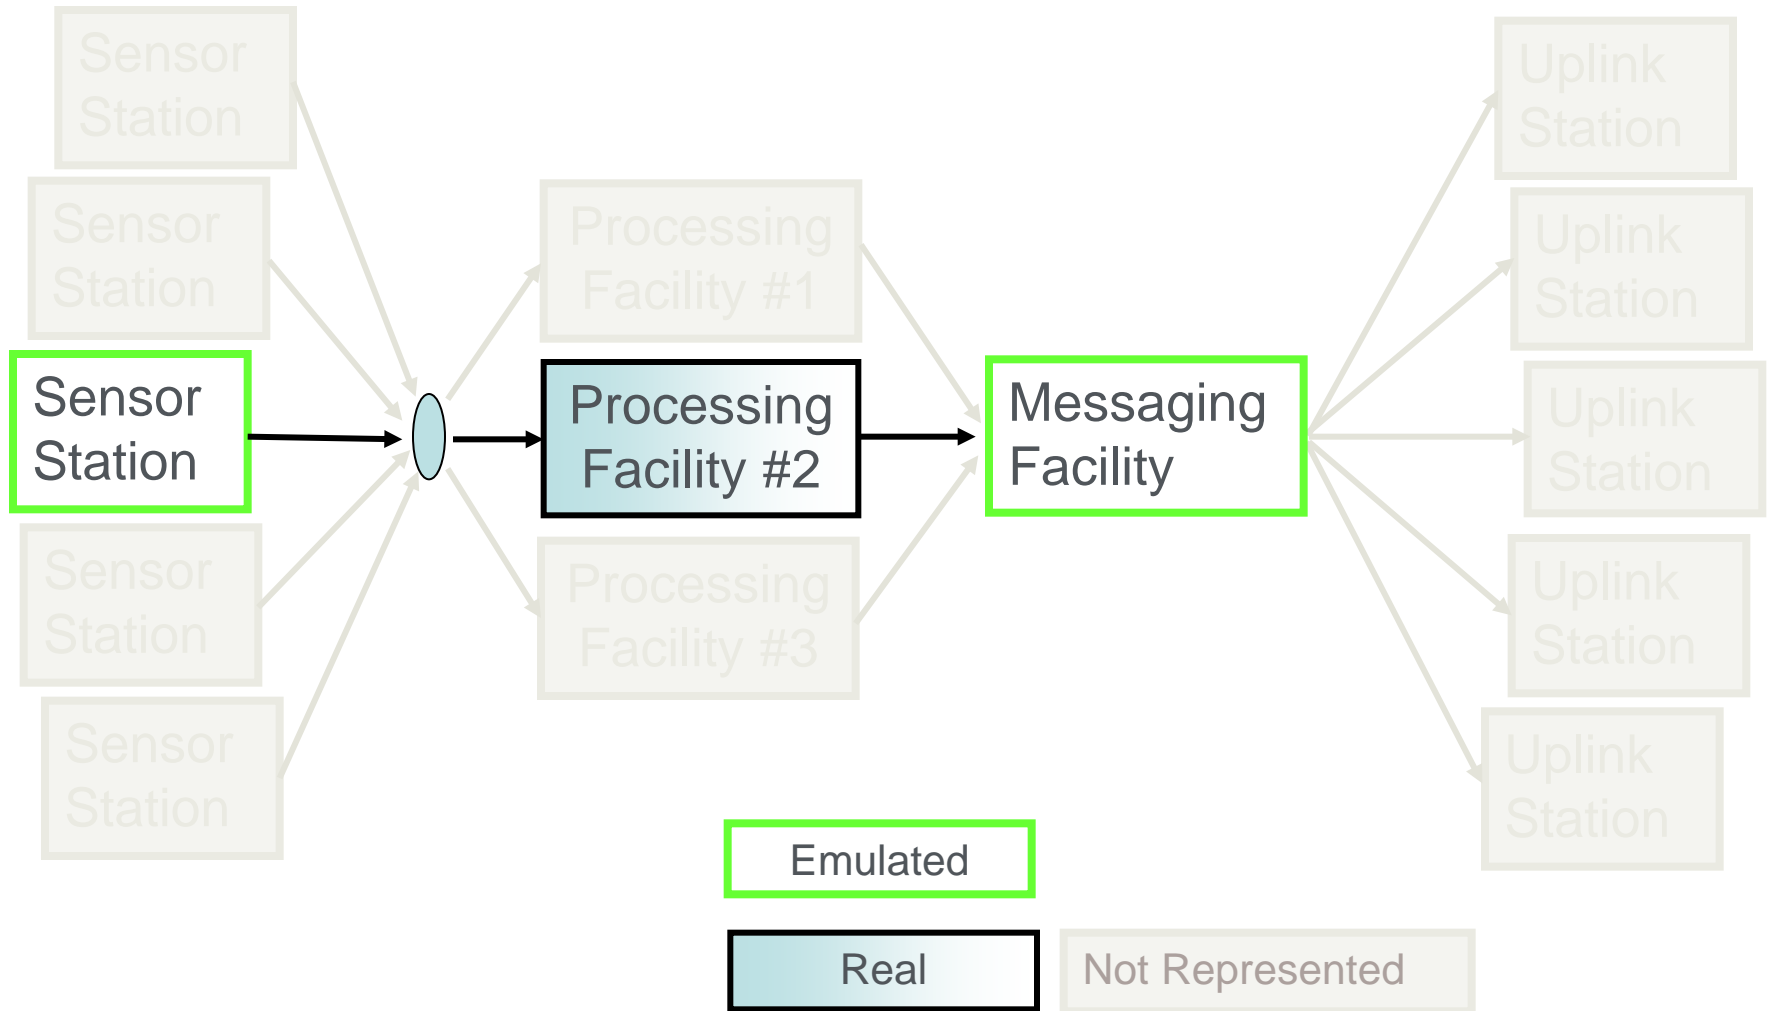 Sensor
Station
Sensor
Station
Sensor
Station
Sensor
Station
Sensor
Station
Processing
Facility #1
Processing
Facility #2
Processing
Facility #3
Messaging
Facility
Uplink
Station
Uplink
Station
Uplink
Station
Uplink
Station
Uplink
Station
Emulated
Real
Not Represented